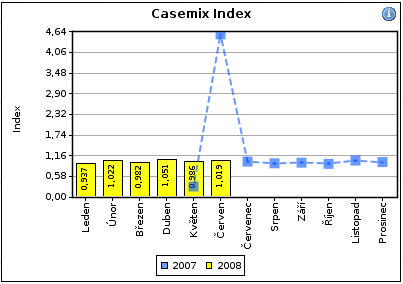 Casemix Index
i
Index
4,64
4,06
3,48
2,90
2,32
1,74
1,16
0,58
0,00
0,937
1,022
0,982
1,051
0,986
1,019
Leden
Únor
Březen
Duben
Květen
Červen
Červenec
Srpen
Září
Říjen
Listopad
Prosinec
2007 2008